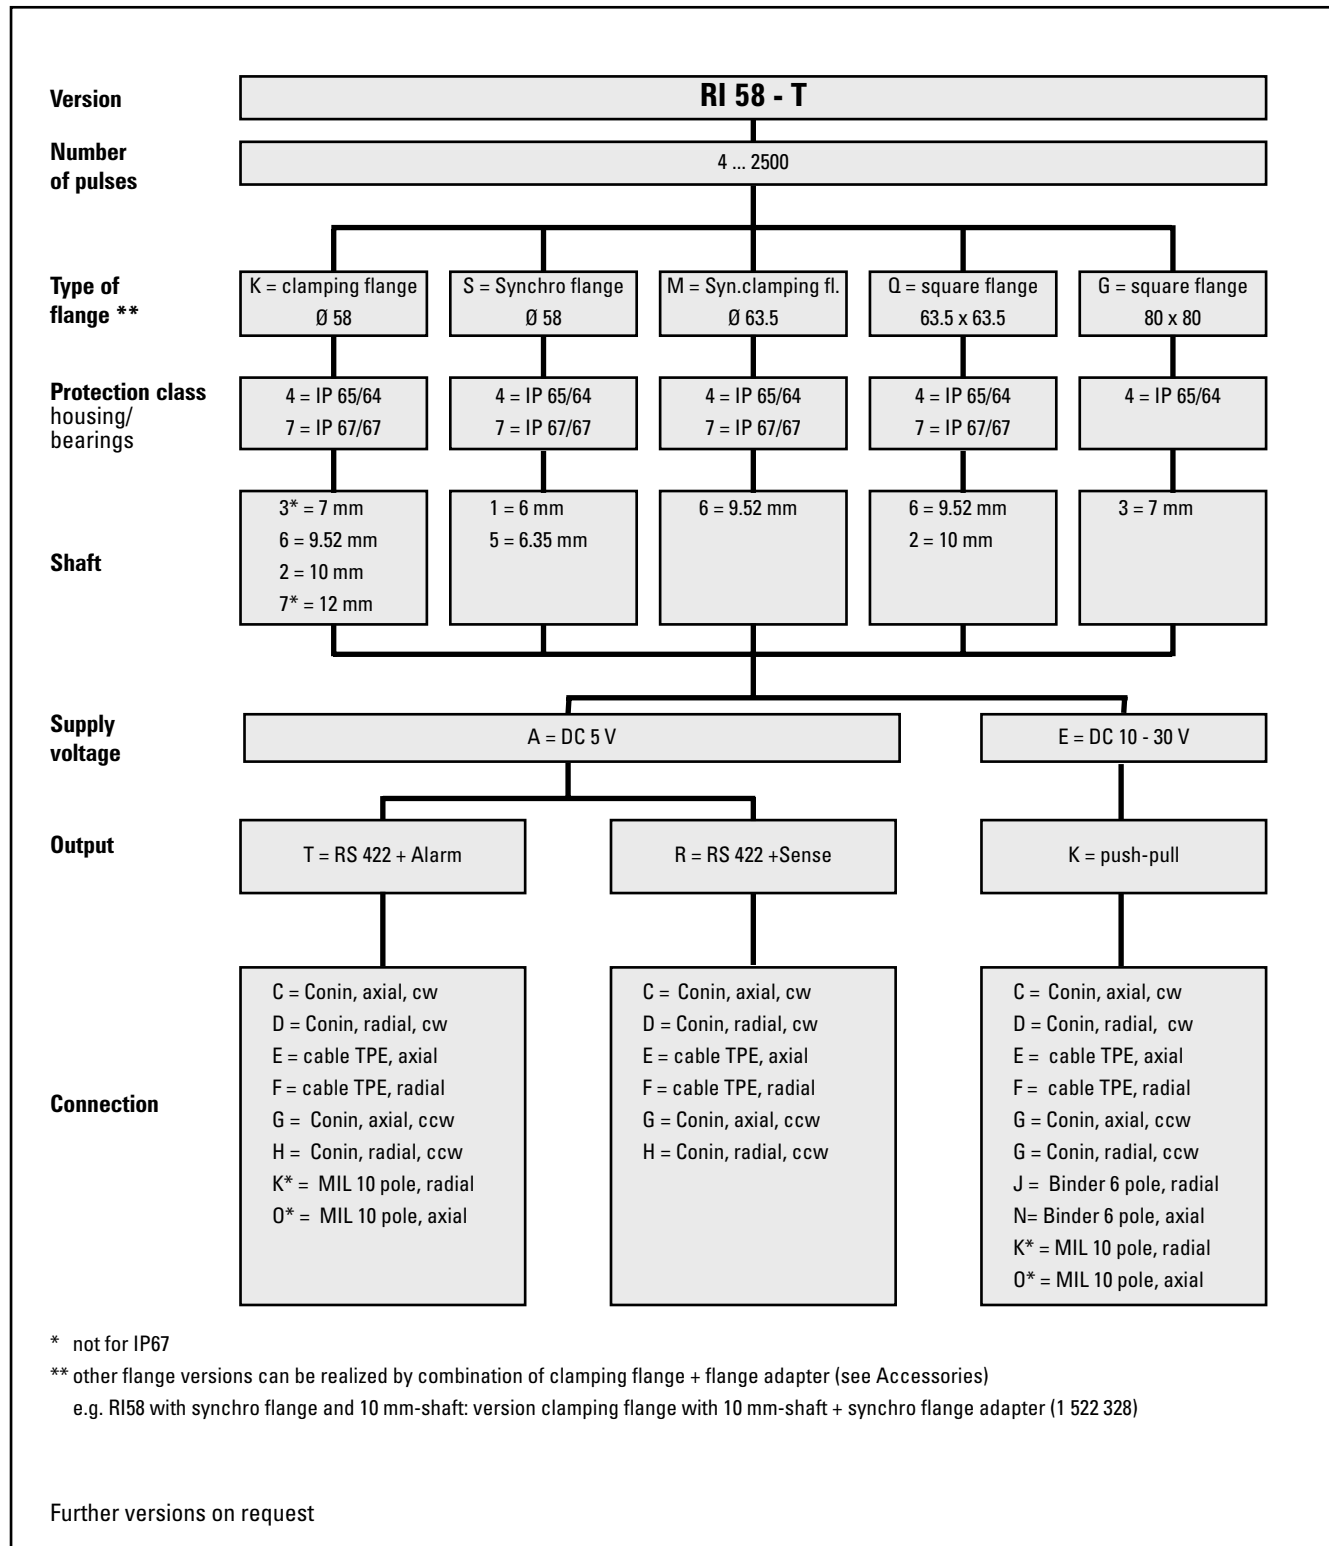 Version
RI 58 - T
Number
of pulses
4 ... 2500
Type of
flange **
K = clamping flange
Ø 58
S = Synchro flange
Ø 58
M = Syn.clamping fl.
Ø 63.5
Q = square flange
63.5 x 63.5
G = square flange
80 x 80
Protection class
housing/
bearings
4 = IP 65/64
7 = IP 67/67
4 = IP 65/64
7 = IP 67/67
4 = IP 65/64
7 = IP 67/67
4 = IP 65/64
7 = IP 67/67
4 = IP 65/64
Shaft
3* = 7 mm
6 = 9.52 mm
2 = 10 mm
7* = 12 mm
1 = 6 mm
5 = 6.35 mm
6 = 9.52 mm
6 = 9.52 mm
2 = 10 mm
3 = 7 mm
Supply
voltage
A = DC 5 V
E = DC 10 - 30 V
Output
T = RS 422 + Alarm
R = RS 422 +Sense
K = push-pull
Connection
C = Conin, axial, cw
D = Conin, radial, cw
E = cable TPE, axial
F = cable TPE, radial
G = Conin, axial, ccw
H = Conin, radial, ccw
K* = MIL 10 pole, radial
O* = MIL 10 pole, axial
C = Conin, axial, cw
D = Conin, radial, cw
E = cable TPE, axial
F = cable TPE, radial
G = Conin, axial, ccw
H = Conin, radial, ccw
C = Conin, axial, cw
D = Conin, radial, cw
E = cable TPE, axial
F = cable TPE, radial
G = Conin, axial, ccw
G = Conin, radial, ccw
J = Binder 6 pole, radial
N= Binder 6 pole, axial
K* = MIL 10 pole, radial
O* = MIL 10 pole, axial
* not for IP67
** other flange versions can be realized by combination of clamping flange + flange adapter (see Accessories)
e.g. RI58 with synchro flange and 10 mm-shaft: version clamping flange with 10 mm-shaft + synchro flange adapter (1 522 328)
Further versions on request